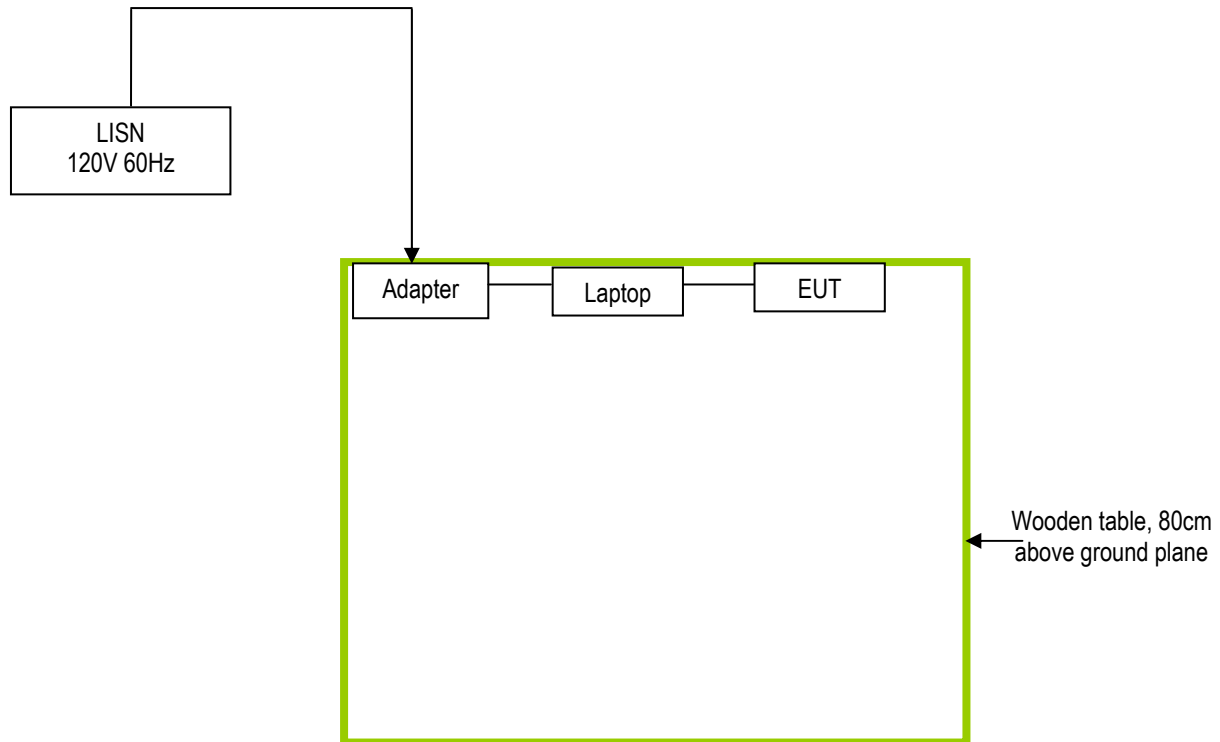 LISN
120V 60Hz
Adapter
Laptop
EUT
Wooden table, 80cm
above ground plane